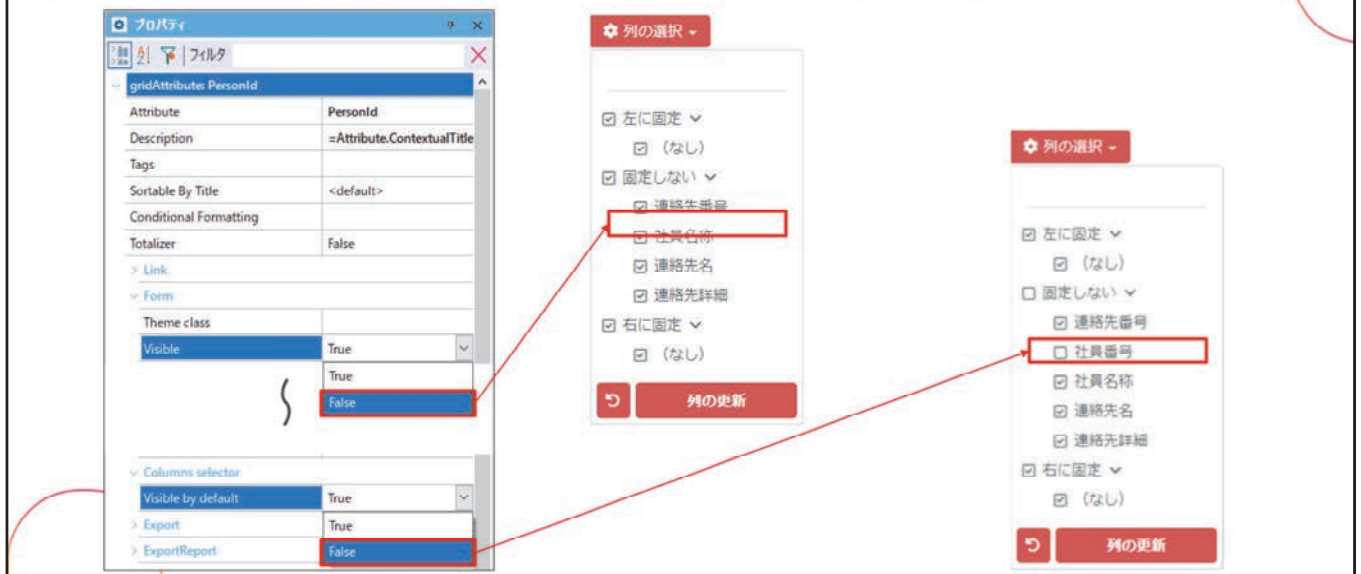 プロパティ
フィルタ
gridAttribute: PersonId
Attribute PersonId
Description =Attribute.ContextualTitle
Tags
Sortable By Title <default>
Conditional Formatting
Totalizer False
Link
Form
Theme class
Visible True
True
False
Columns selector
Visible by default True
Export True
ExportReport False
列の選択
左に固定
(なし)
固定しない
連絡先番号
社員名称
連絡先名
連絡先詳細
右に固定
(なし)
列の更新
列の選択
左に固定
(なし)
固定しない
連絡先番号
社員番号
社員名称
連絡先名
連絡先詳細
右に固定
(なし)
列の更新